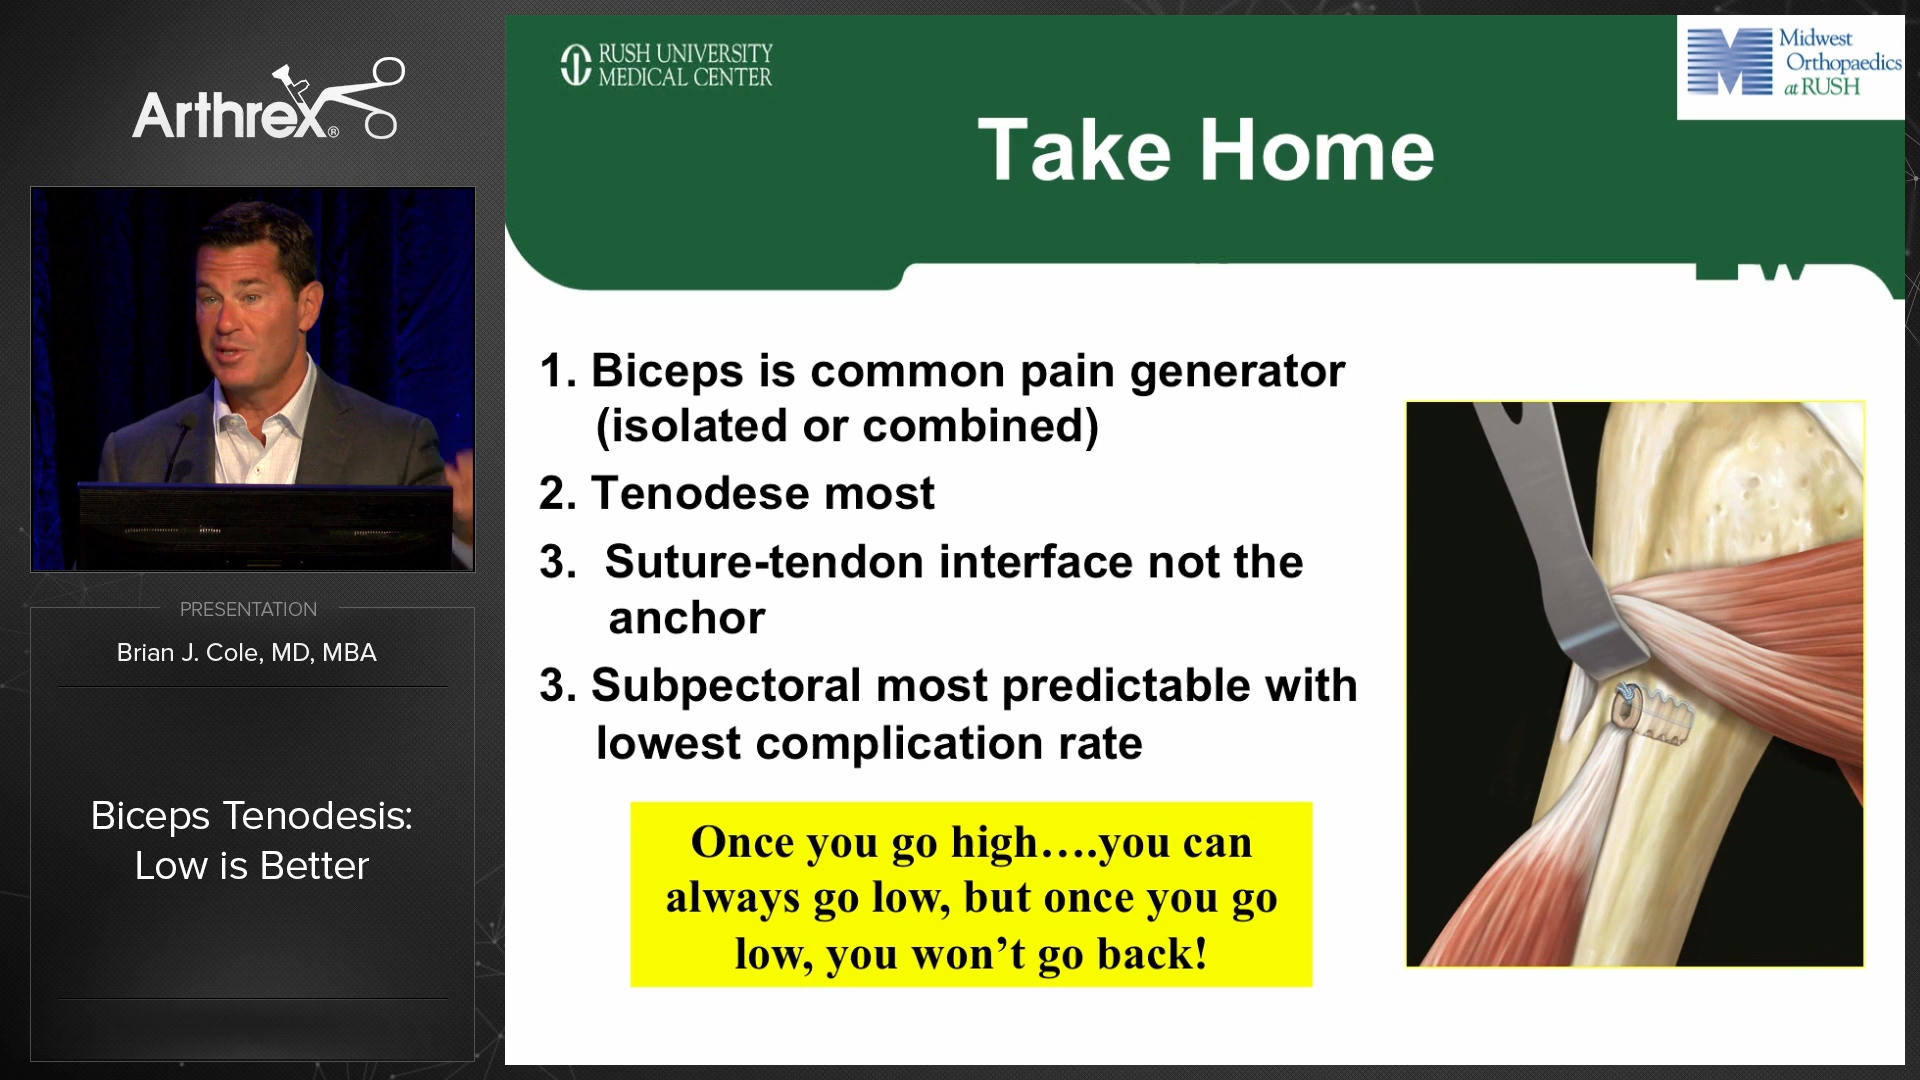 Arthrex®
PRESENTATION
Brian J. Cole, MD, MBA
Biceps Tenodesis:
Low is Better
RUSH UNIVERSITY
MEDICAL CENTER
Midwest
Orthopaedics
at RUSH
Take Home
1. Biceps is common pain generator
(isolated or combined)
2. Tenodese most
3. Suture-tendon interface not the
anchor
3. Subpectoral most predictable with
lowest complication rate
Once you go high….you can
always go low, but once you go
low, you won’t go back!